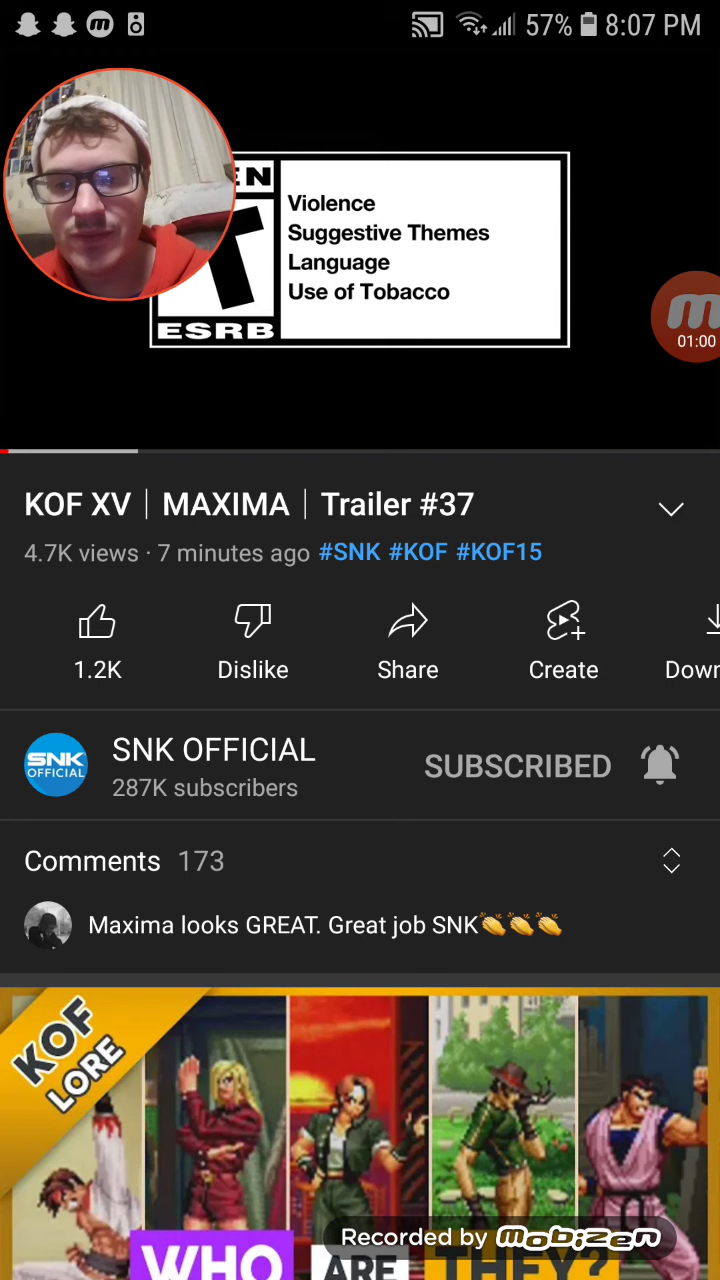 57% 8:07 PM
EN
Violence
Suggestive Themes
Language
Use of Tobacco
T
ESRB
01:00
KOF XV | MAXIMA | Trailer #37
4.7K views · 7 minutes ago #SNK #KOF #KOF15
1.2K Dislike Share Create Down
SNK OFFICIAL
SNK OFFICIAL
287K subscribers
SUBSCRIBED
Comments 173
Maxima looks GREAT. Great job SNK👏👏👏
KOF
LORE
Recorded by mobizen
WHO ARE THEY?